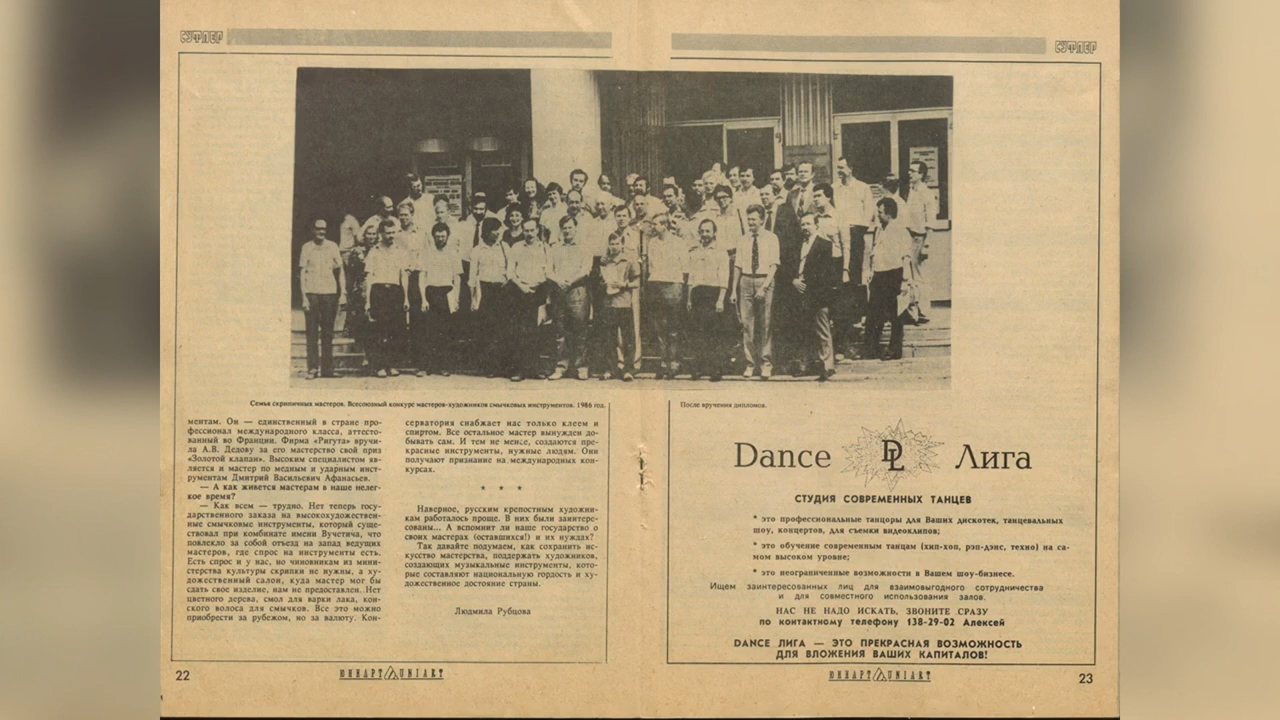 СУФЛЕР
СУФЛЕР
Семья скрипичных мастеров. Всесоюзный конкурс мастеров-художников смычковых инструментов. 1986 год.
ментам. Он — единственный в стране про-
фессионал международного класса, аттесто-
ванный во Франции. Фирма «Ригута» вручи-
ла А.В. Дедову за его мастерство свой приз
«Золотой клапан». Высоким специалистом яв-
ляется и мастер по медным и ударным инст-
рументам Дмитрий Васильевич Афанасьев.
— А как живется мастерам в наше нелег-
кое время?
— Как всем — трудно. Нет теперь госу-
дарственного заказа на высокохудожествен-
ные смычковые инструменты, который суще-
ствовал при комбинате имени Вучетича, что
повлекло за собой отъезд на запад ведущих
мастеров, где спрос на инструменты есть.
Есть спрос и у нас, но чиновникам из мини-
стерства культуры скрипки не нужны, а ху-
дожественный салон, куда мастер мог бы
сдать свое изделие, нам не предоставлен. Нет
цветного дерева, смол для варки лака, кон-
ского волоса для смычков. Все это можно
приобрести за рубежом, но за валюту. Кон-
серватория снабжает нас только клеем и
спиртом. Все остальное мастер вынужден до-
бывать сам. И тем не менее, создаются пре-
красные инструменты, нужные людям. Они
получают признание на международных кон-
курсах.
* * *
Наверное, русским крепостным художни-
кам работалось проще. В них были заинтере-
сованы... А вспомнит ли наше государство о
своих мастерах (оставшихся!) и их нуждах?
Так давайте подумаем, как сохранить ис-
кусство мастерства, поддержать художников,
создающих музыкальные инструменты, кото-
рые составляют национальную гордость и ху-
дожественное достояние страны.
Людмила Рубцова
22
ЮНИАРТ UNIART
После вручения дипломов.
Dance DL Лига
СТУДИЯ СОВРЕМЕННЫХ ТАНЦЕВ
* это профессиональные танцоры для Ваших дискотек, танцевальных
шоу, концертов, для съемки видеоклипов;
* это обучение современным танцам (хип-хоп, рэп-дэнс, техно) на са-
мом высоком уровне;
* это неограниченные возможности в Вашем шоу-бизнесе.
Ищем заинтересованных лиц для взаимовыгодного сотрудничества
и для совместного использования залов.
НАС НЕ НАДО ИСКАТЬ, ЗВОНИТЕ СРАЗУ
по контактному телефону 138-29-02 Алексей
DANCE ЛИГА — ЭТО ПРЕКРАСНАЯ ВОЗМОЖНОСТЬ
ДЛЯ ВЛОЖЕНИЯ ВАШИХ КАПИТАЛОВ!
ЮНИАРТ UNIART
23